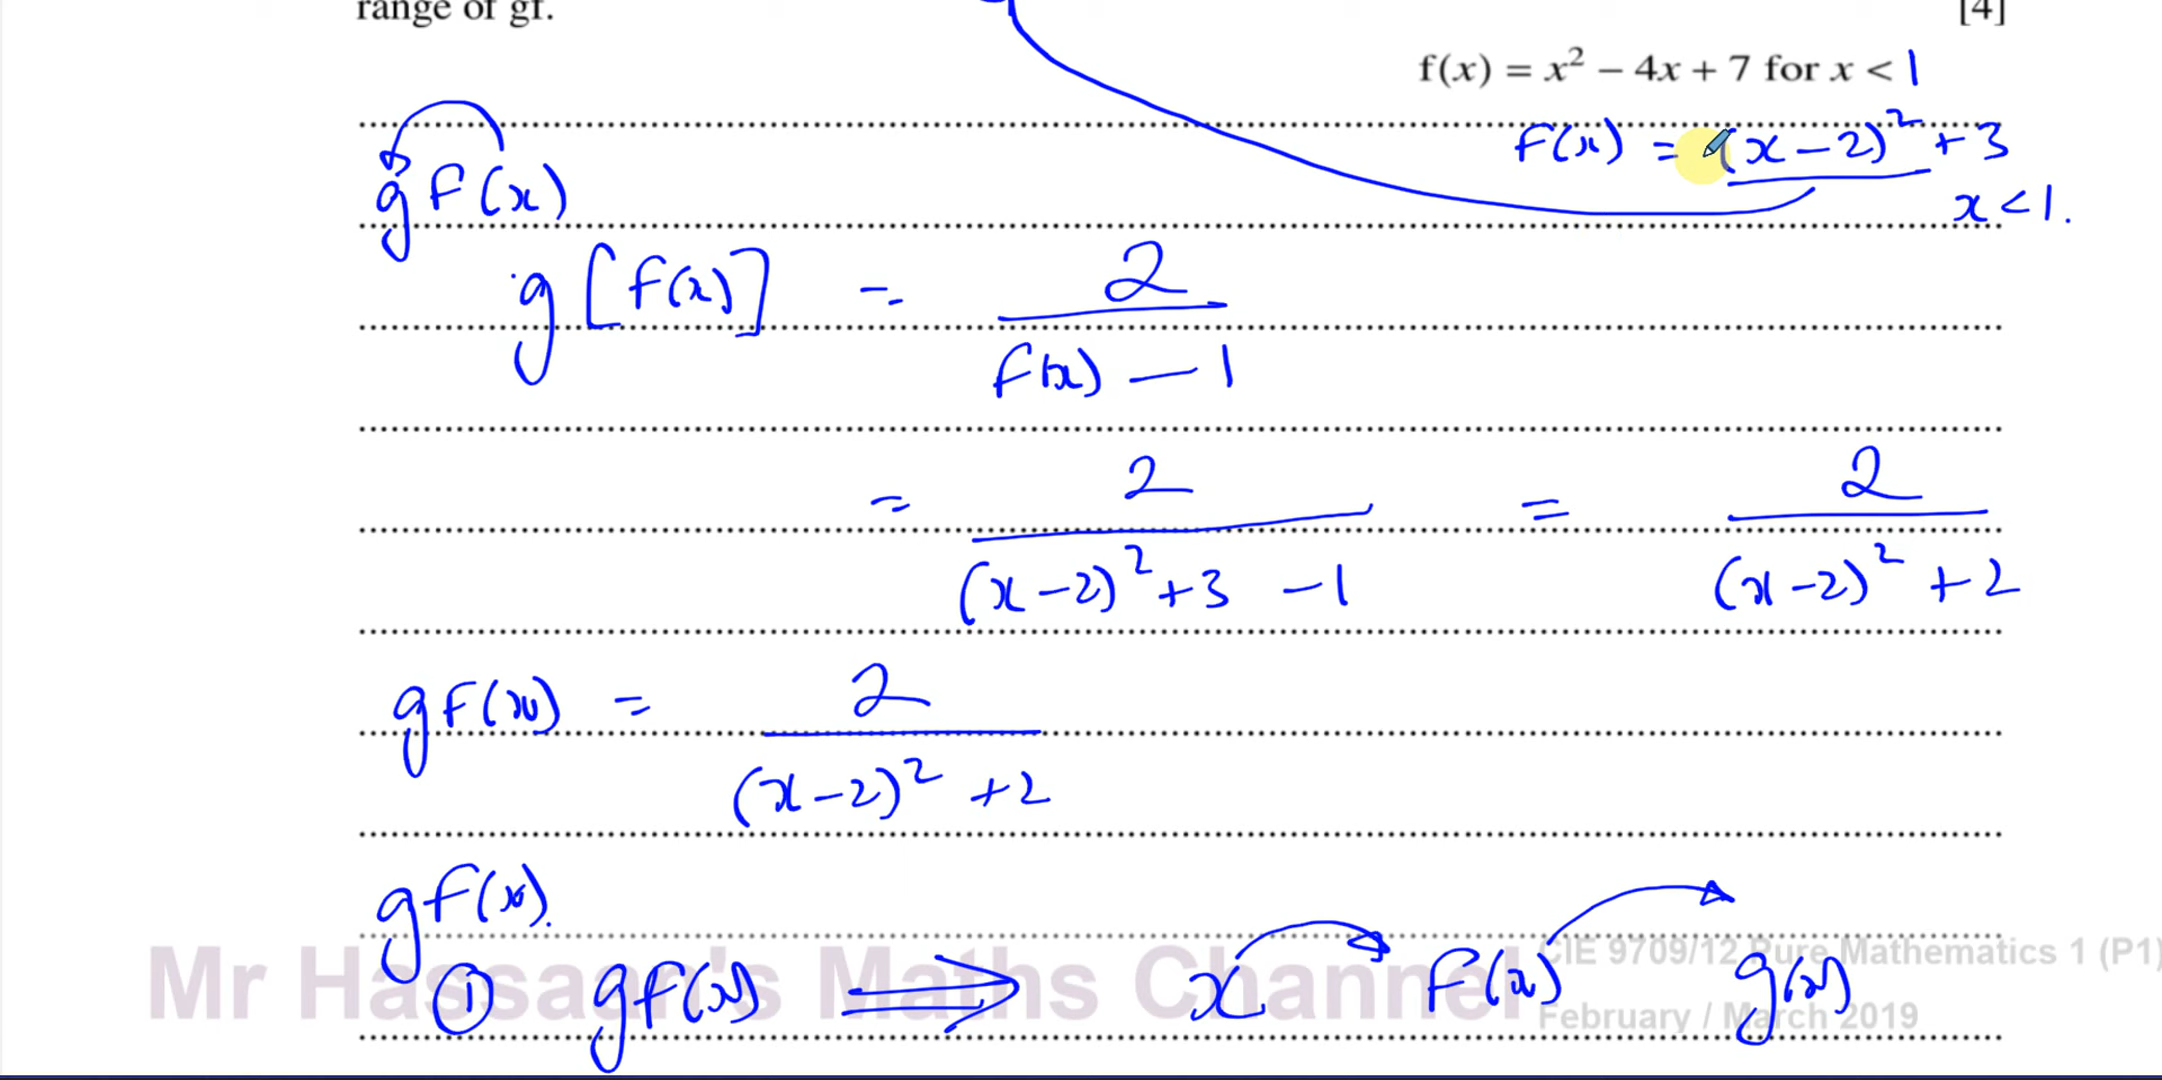 range of gf. [4]
f(x) = x² − 4x + 7 for x < 1
f(x) = (x−2)² + 3
x < 1.
gf(x)
g[f(x)] = 2 / (f(x) − 1)
= 2 / ((x−2)² + 3 − 1) = 2 / ((x−2)² + 2)
gf(x) = 2 / ((x−2)² + 2)
gf(x).
① gf(x) ⟹ x f(x) g(x)
Mr Hassaan's Maths Channel
CIE 9709/12 Pure Mathematics 1 (P1)
February / March 2019